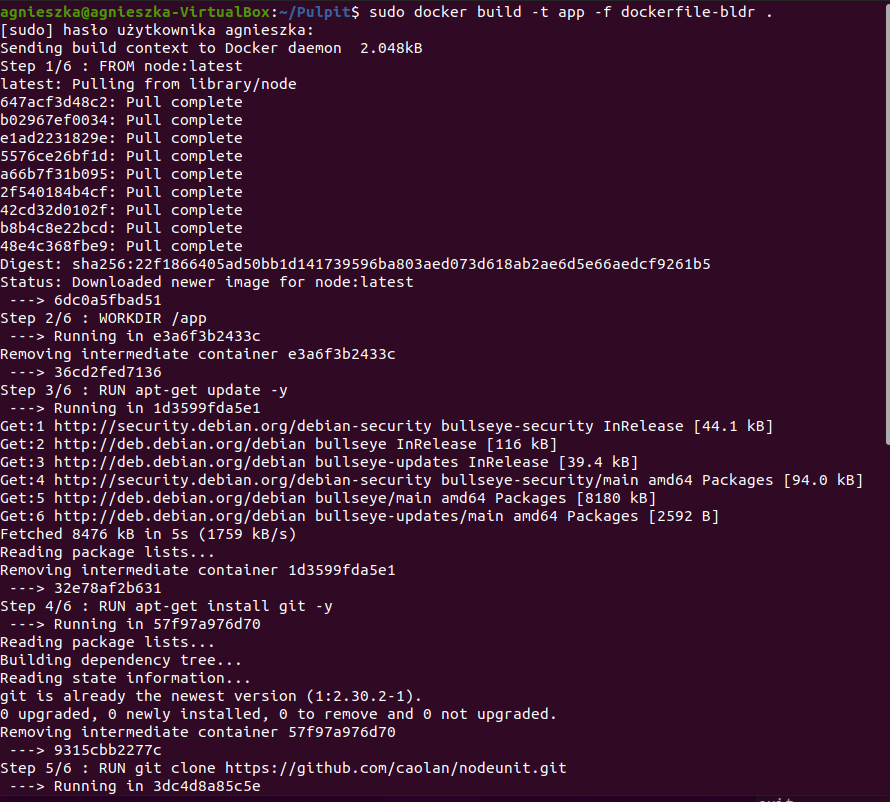 agnieszka@agnieszka-VirtualBox:~/Pulpit$ sudo docker build -t app -f dockerfile-bldr .
[sudo] hasło użytkownika agnieszka:
Sending build context to Docker daemon  2.048kB
Step 1/6 : FROM node:latest
latest: Pulling from library/node
647acf3d48c2: Pull complete
b02967ef0034: Pull complete
e1ad2231829e: Pull complete
5576ce26bf1d: Pull complete
a66b7f31b095: Pull complete
2f540184b4cf: Pull complete
42cd32d0102f: Pull complete
b8b4c8e22bcd: Pull complete
48e4c368fbe9: Pull complete
Digest: sha256:22f1866405ad50bb1d141739596ba803aed073d618ab2ae6d5e66aedcf9261b5
Status: Downloaded newer image for node:latest
 ---> 6dc0a5fbad51
Step 2/6 : WORKDIR /app
 ---> Running in e3a6f3b2433c
Removing intermediate container e3a6f3b2433c
 ---> 36cd2fed7136
Step 3/6 : RUN apt-get update -y
 ---> Running in 1d3599fda5e1
Get:1 http://security.debian.org/debian-security bullseye-security InRelease [44.1 kB]
Get:2 http://deb.debian.org/debian bullseye InRelease [116 kB]
Get:3 http://deb.debian.org/debian bullseye-updates InRelease [39.4 kB]
Get:4 http://security.debian.org/debian-security bullseye-security/main amd64 Packages [94.0 kB]
Get:5 http://deb.debian.org/debian bullseye/main amd64 Packages [8180 kB]
Get:6 http://deb.debian.org/debian bullseye-updates/main amd64 Packages [2592 B]
Fetched 8476 kB in 5s (1759 kB/s)
Reading package lists...
Removing intermediate container 1d3599fda5e1
 ---> 32e78af2b631
Step 4/6 : RUN apt-get install git -y
 ---> Running in 57f97a976d70
Reading package lists...
Building dependency tree...
Reading state information...
git is already the newest version (1:2.30.2-1).
0 upgraded, 0 newly installed, 0 to remove and 0 not upgraded.
Removing intermediate container 57f97a976d70
 ---> 9315cbb2277c
Step 5/6 : RUN git clone https://github.com/caolan/nodeunit.git
 ---> Running in 3dc4d8a85c5e